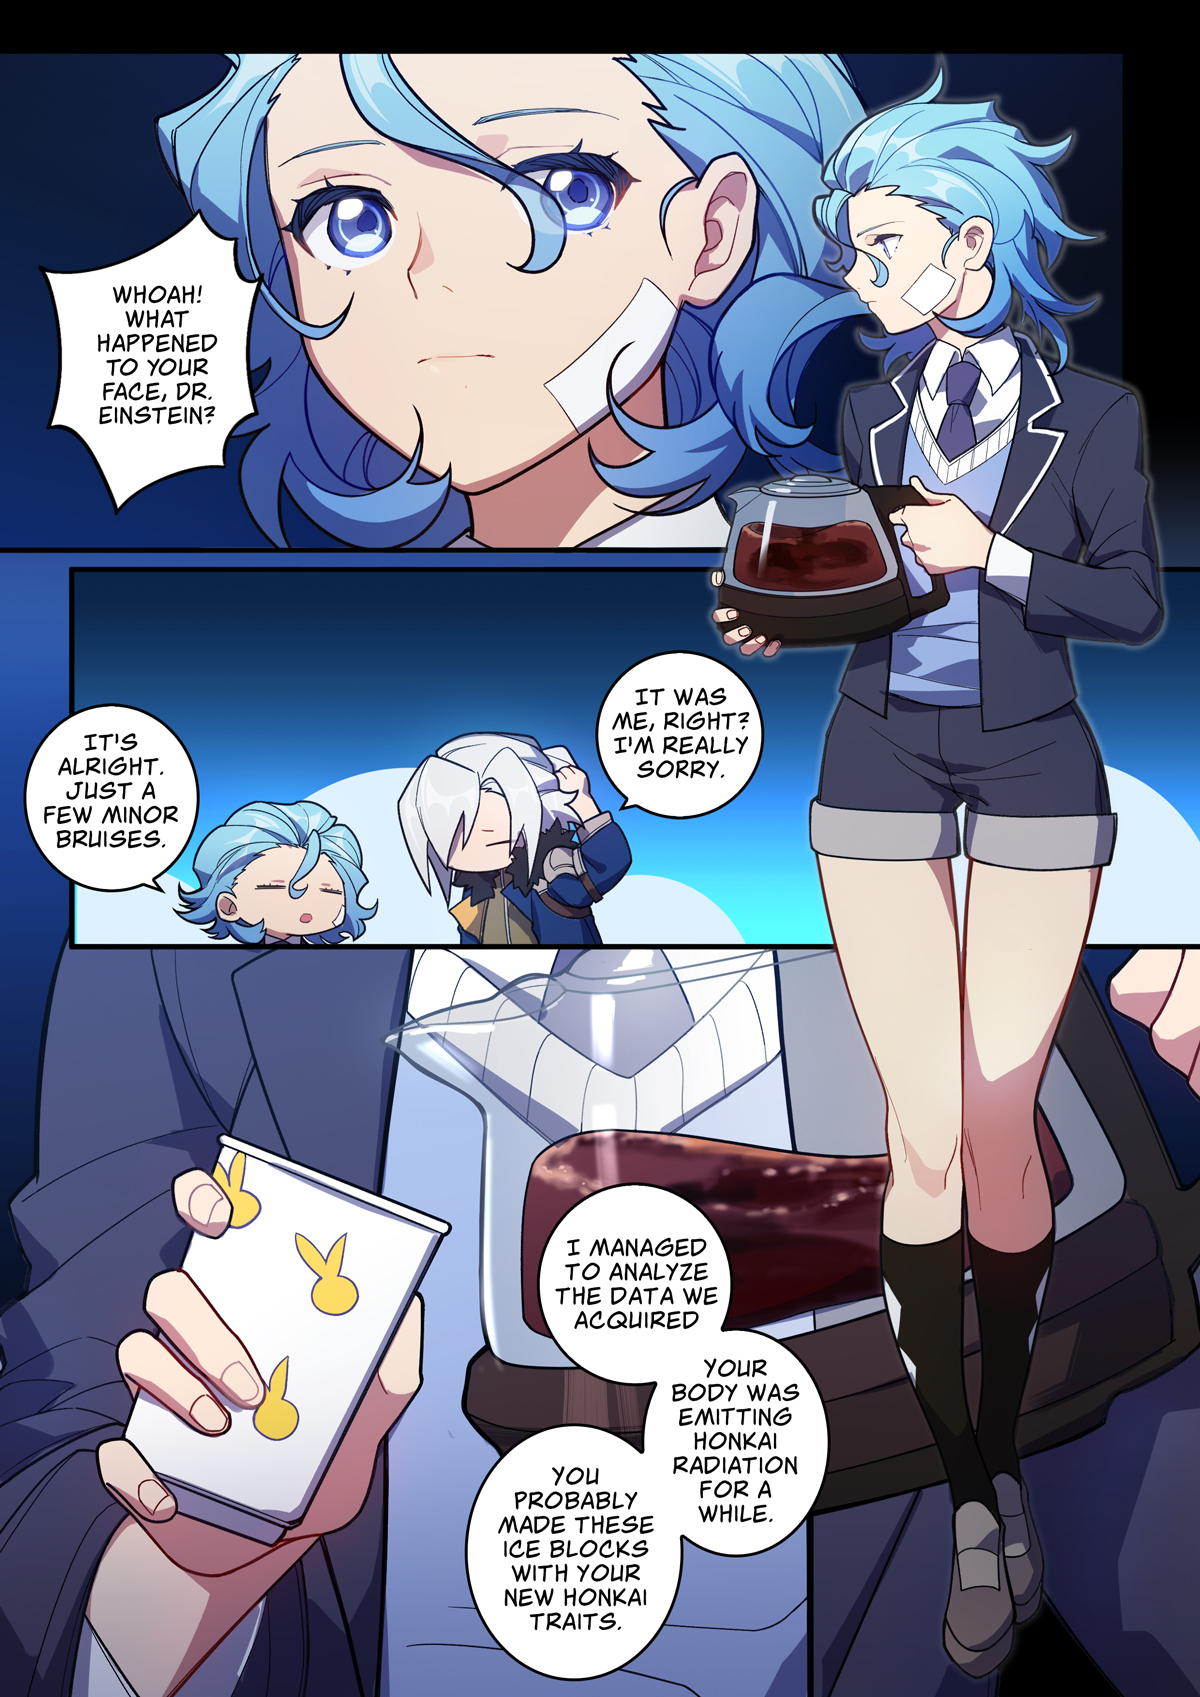 WHOAH!
WHAT
HAPPENED
TO YOUR
FACE, DR.
EINSTEIN?
IT WAS
ME, RIGHT?
I'M REALLY
SORRY.
IT'S
ALRIGHT.
JUST A
FEW MINOR
BRUISES.
I MANAGED
TO ANALYZE
THE DATA WE
ACQUIRED
YOUR
BODY WAS
EMITTING
HONKAI
RADIATION
FOR A
WHILE.
YOU
PROBABLY
MADE THESE
ICE BLOCKS
WITH YOUR
NEW HONKAI
TRAITS.